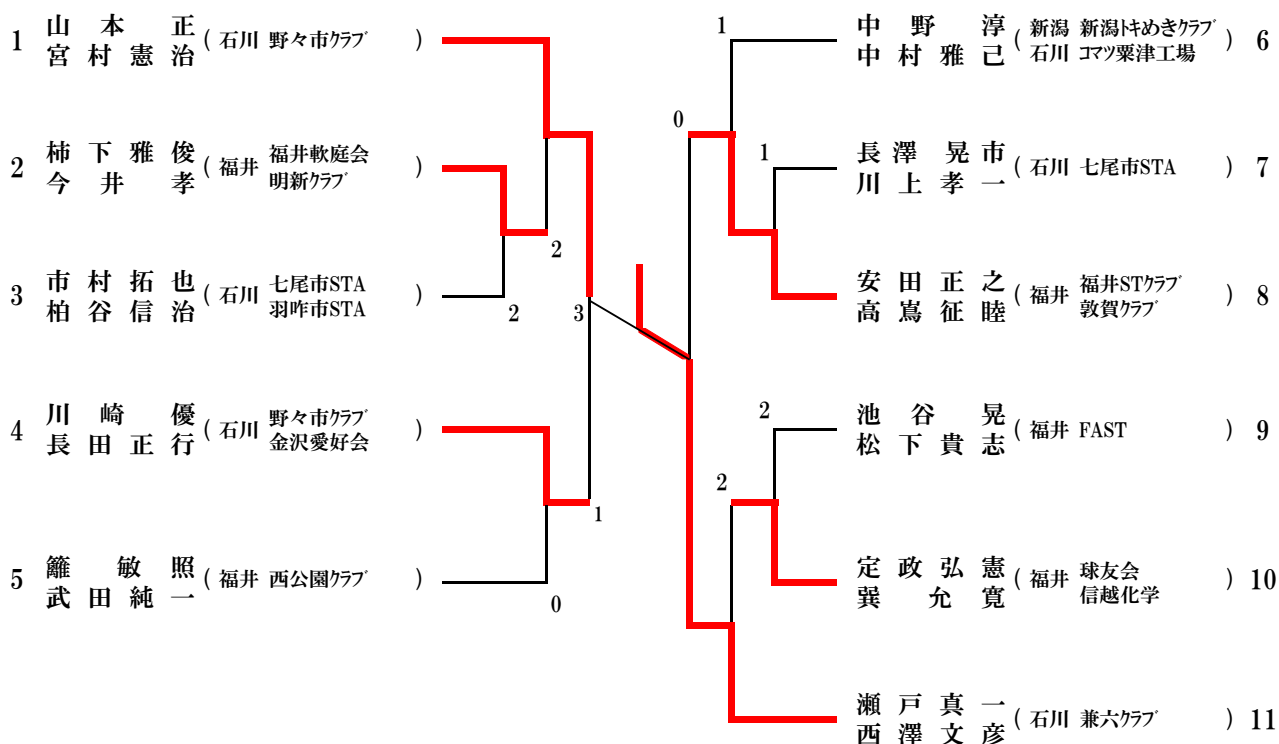 1 山本正 ( 石川 野々市クラブ )
宮村憲治
2 柿下雅俊 ( 福井 福井軟庭会 )
今井孝 明新クラブ
3 市村拓也 ( 石川 七尾市STA )
柏谷信治 羽咋市STA
4 川崎優 ( 石川 野々市クラブ )
長田正行 金沢愛好会
5 籬敏照 ( 福井 西公園クラブ )
武田純一
2
2
3
1
0
1
0
1
2
2
中野淳 ( 新潟 新潟トキめきクラブ ) 6
中村雅己 石川 コマツ粟津工場
長澤晃市 ( 石川 七尾市STA ) 7
川上孝一
安田正之 ( 福井 福井STクラブ ) 8
高嶌征睦 敦賀クラブ
池谷晃 ( 福井 FAST ) 9
松下貴志
定政弘憲 ( 福井 球友会 ) 10
巽允寛 信越化学
瀬戸真一 ( 石川 兼六クラブ ) 11
西澤文彦